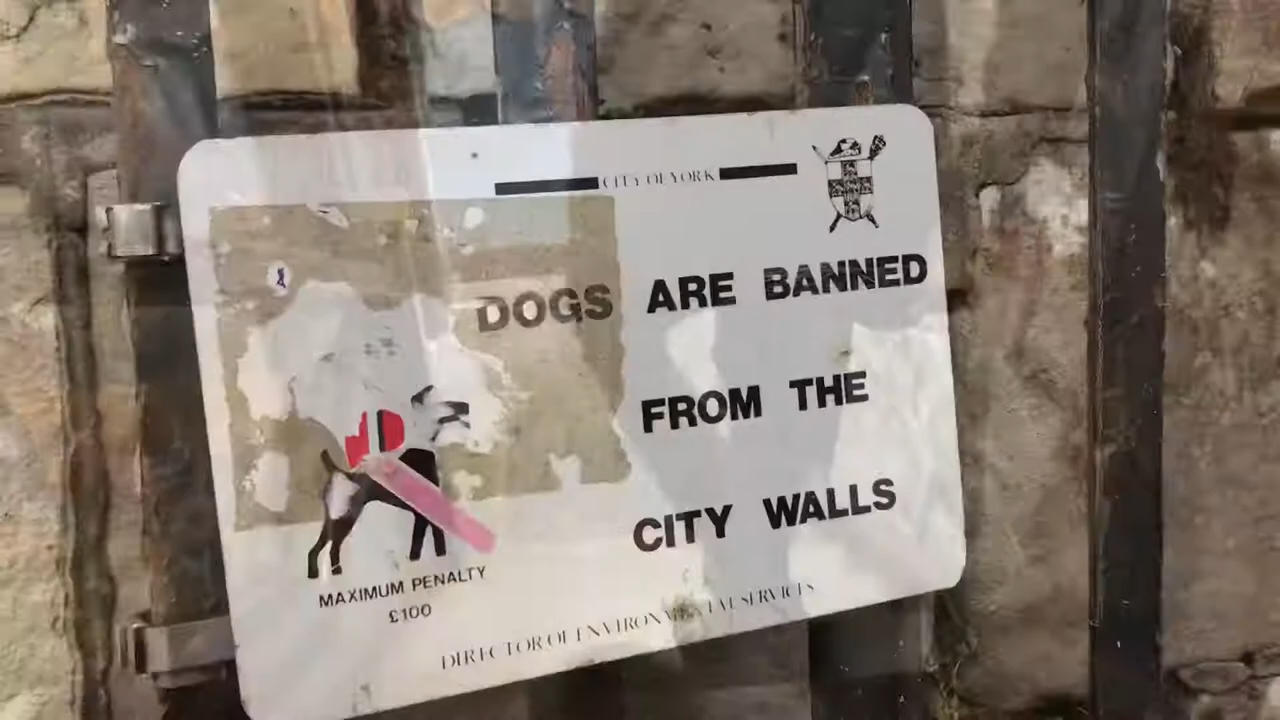 CITY OF YORK
DOGS ARE BANNED
FROM THE
CITY WALLS
MAXIMUM PENALTY
£100
DIRECTOR OF ENVIRONMENTAL SERVICES